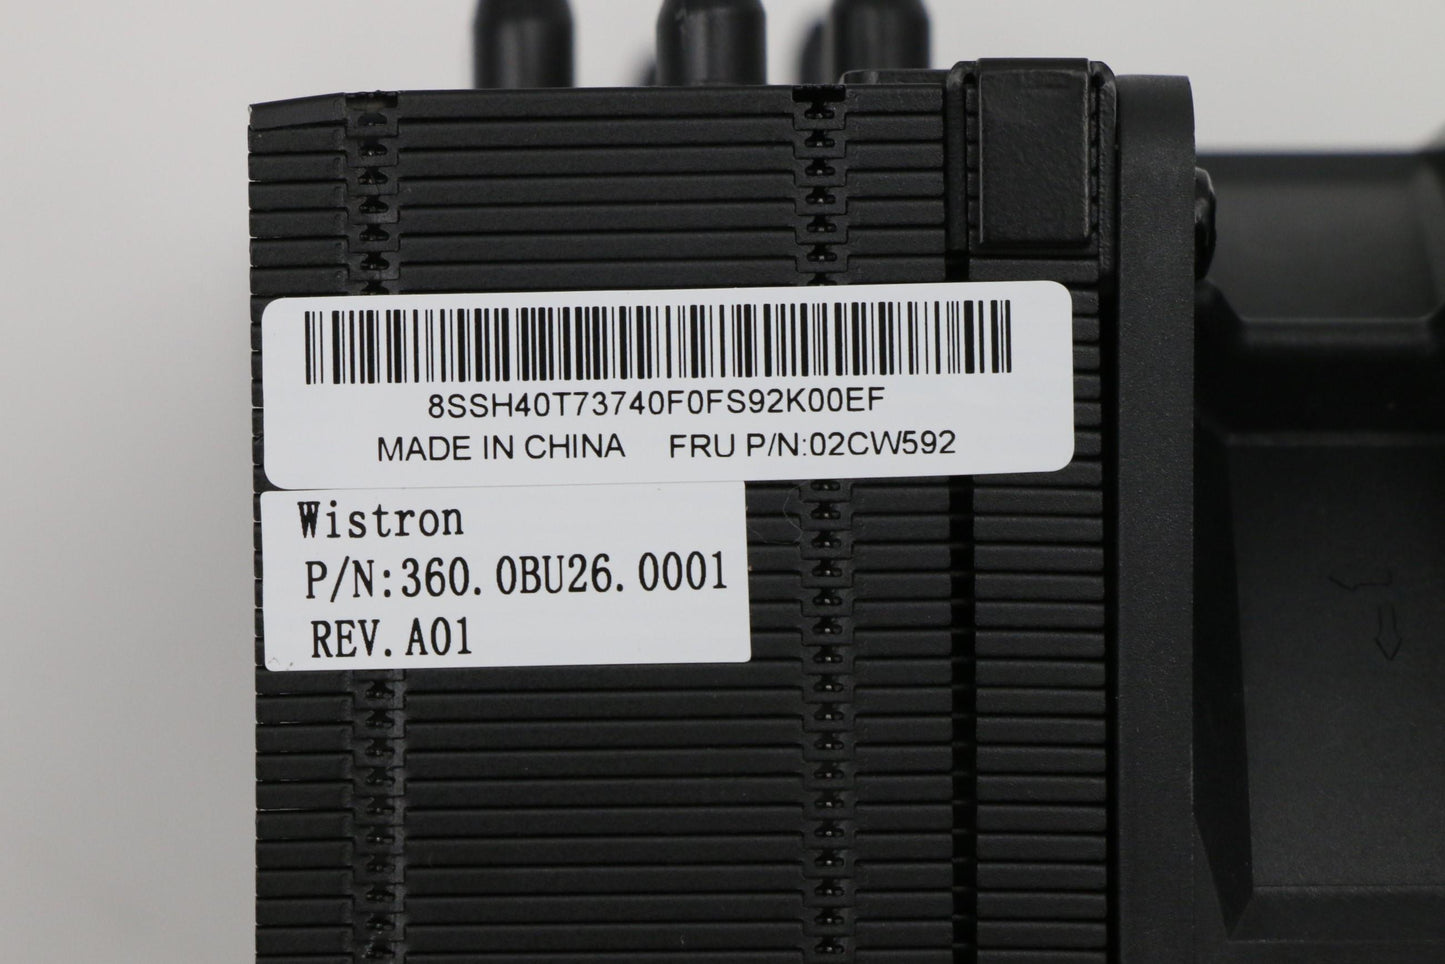 8SSH40T73740F0FS92K00EF
MADE IN CHINA FRU P/N:02CW592
Wistron
P/N:360.0BU26.0001
REV.A01